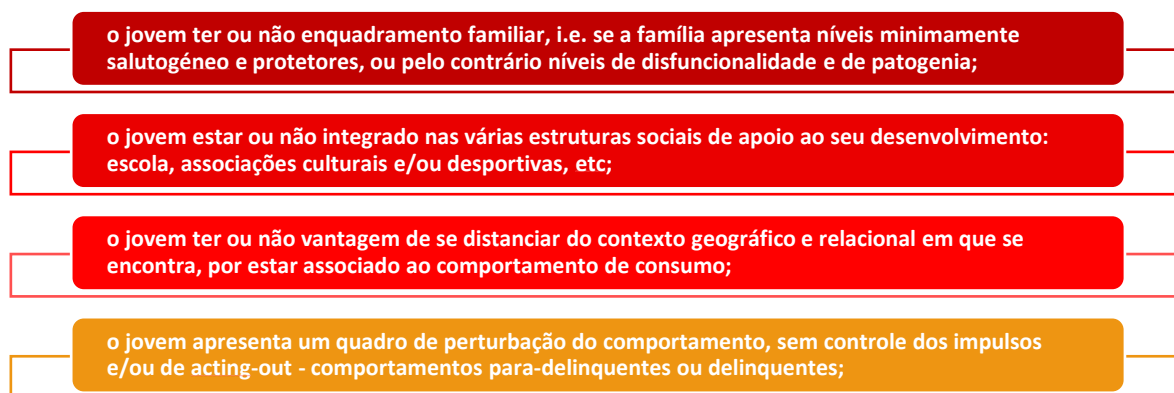 o jovem ter ou não enquadramento familiar, i.e. se a família apresenta níveis minimamente
salutogéneo e protetores, ou pelo contrário níveis de disfuncionalidade e de patogenia;
o jovem estar ou não integrado nas várias estruturas sociais de apoio ao seu desenvolvimento:
escola, associações culturais e/ou desportivas, etc;
o jovem ter ou não vantagem de se distanciar do contexto geográfico e relacional em que se
encontra, por estar associado ao comportamento de consumo;
o jovem apresenta um quadro de perturbação do comportamento, sem controle dos impulsos
e/ou de acting-out - comportamentos para-delinquentes ou delinquentes;